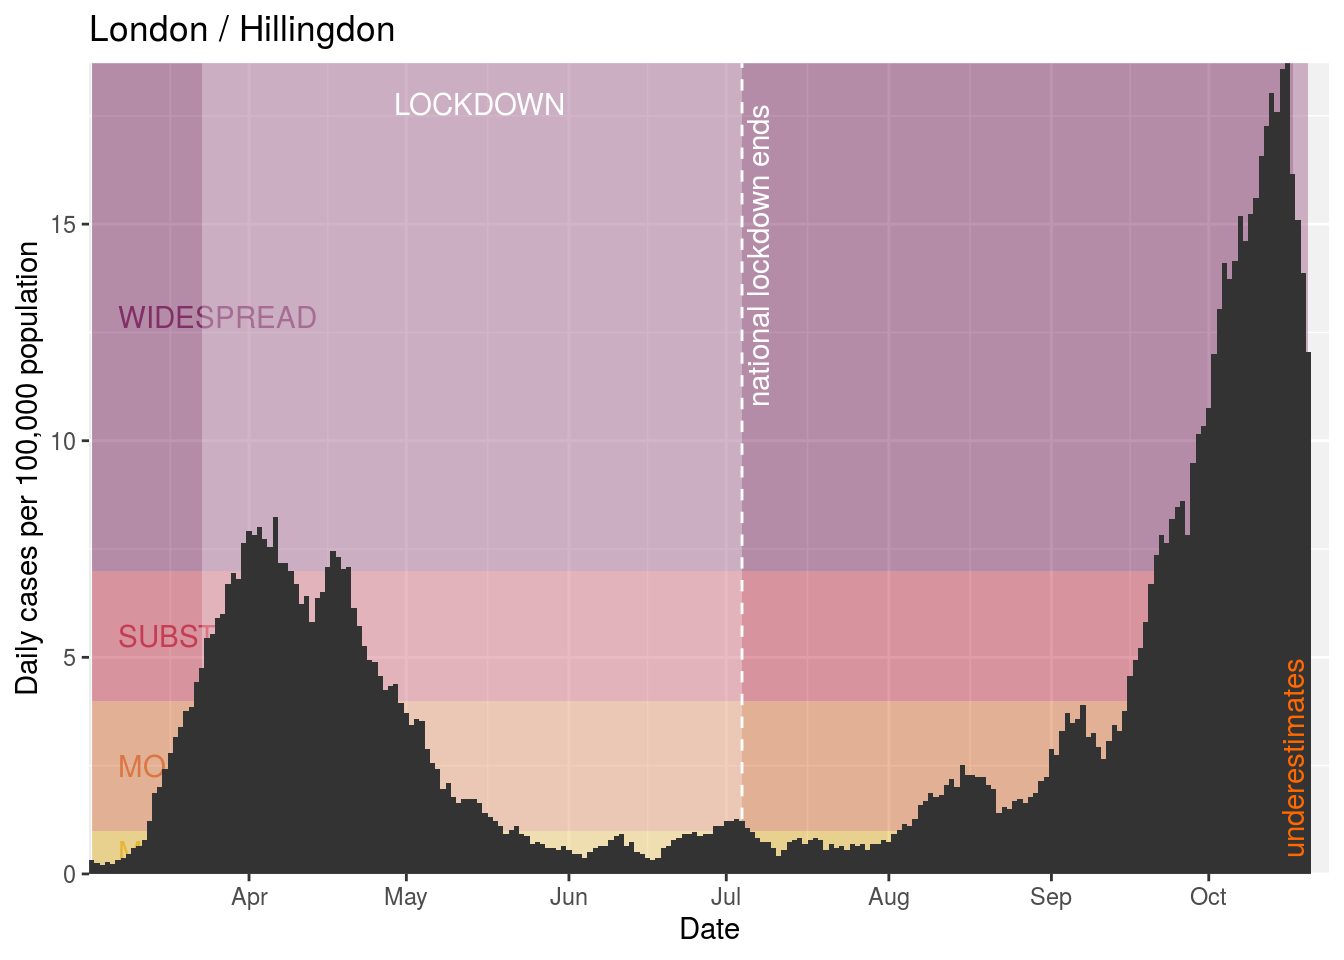 London / Hillingdon
LOCKDOWN
national lockdown ends
WIDESPREAD
SUBST
MO
M
underestimates
Daily cases per 100,000 population
15
10
5
0
Apr May Jun Jul Aug Sep Oct
Date